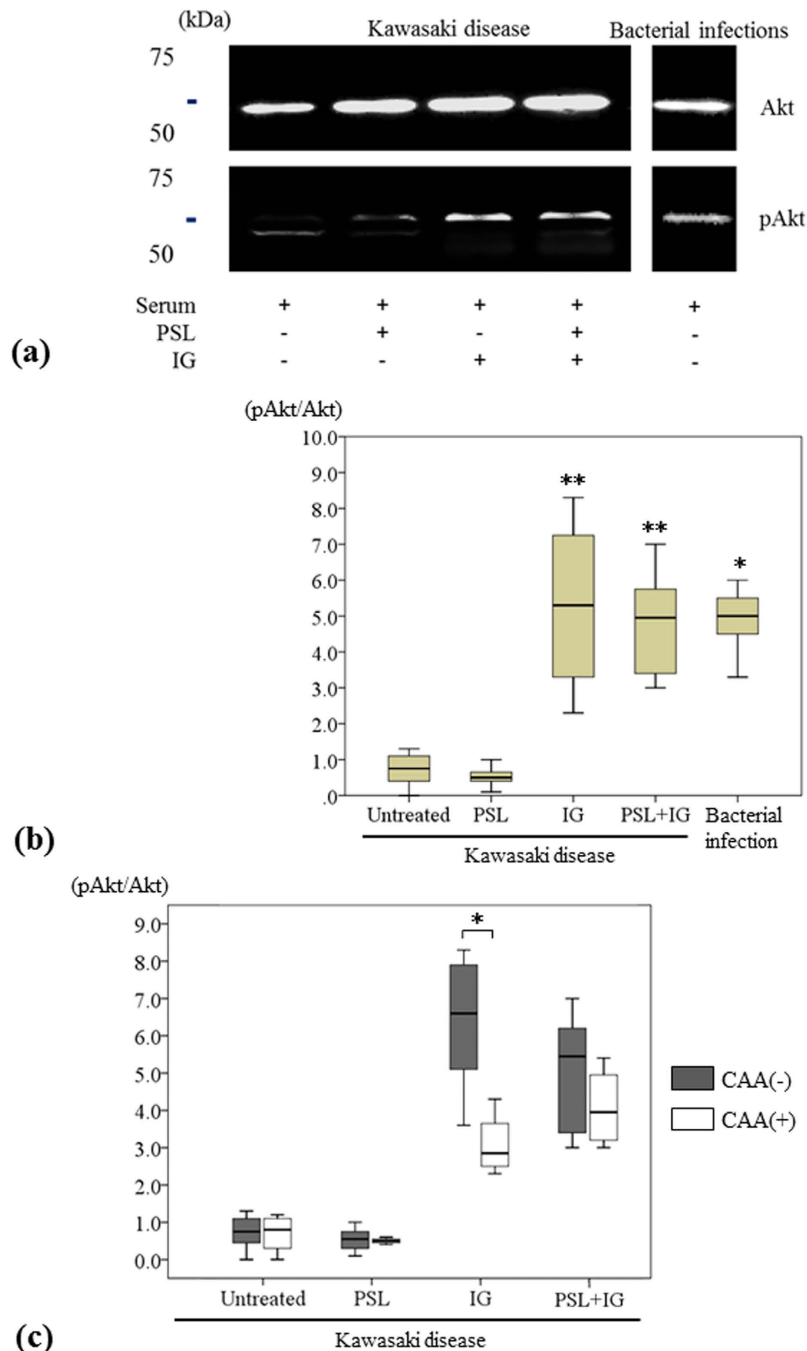 (kDa)
Kawasaki disease
Bacterial infections
75
50
Akt
75
50
pAkt
Serum + + + + +
PSL - + - + -
IG - - + + -
(a)
(pAkt/Akt)
10.0
9.0
8.0
7.0
6.0
5.0
4.0
3.0
2.0
1.0
.0
** ** *
Untreated PSL IG PSL+IG Bacterial
infection
Kawasaki disease
(b)
(pAkt/Akt)
9.0
8.0
7.0
6.0
5.0
4.0
3.0
2.0
1.0
0.0
*
CAA(-)
CAA(+)
Untreated PSL IG PSL+IG
Kawasaki disease
(c)